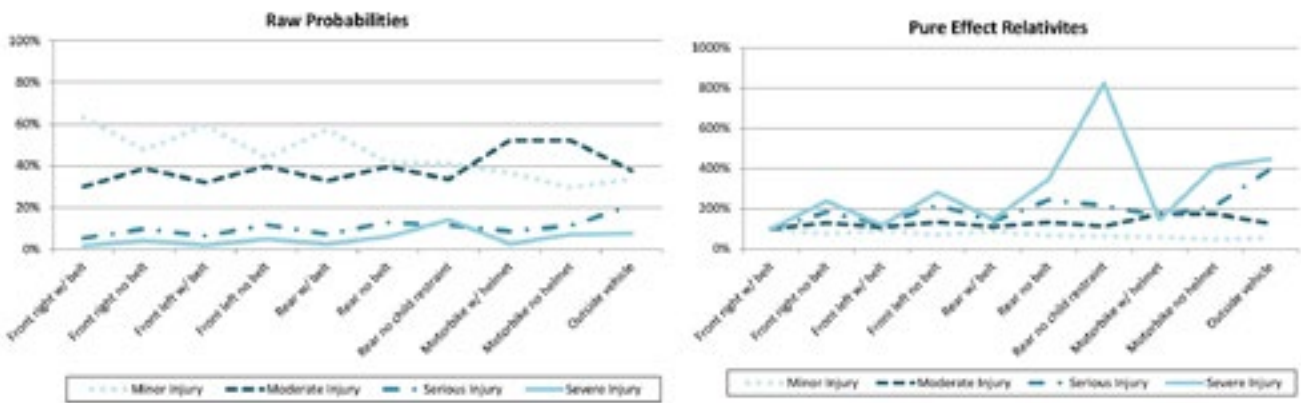 Raw Probabilities
100%
80%
60%
40%
20%
0%
Front right w/ belt
Front right no belt
Front left w/ belt
Front left no belt
Rear w/ belt
Rear no belt
Rear no child restraint
Motorbike w/ helmet
Motorbike no helmet
Outside vehicle
Minor Injury Moderate Injury Serious Injury Severe Injury
Pure Effect Relativites
1000%
800%
600%
400%
200%
0%
Front right w/ belt
Front right no belt
Front left w/ belt
Front left no belt
Rear w/ belt
Rear no belt
Rear no child restraint
Motorbike w/ helmet
Motorbike no helmet
Outside vehicle
Minor Injury Moderate Injury Serious Injury Severe Injury